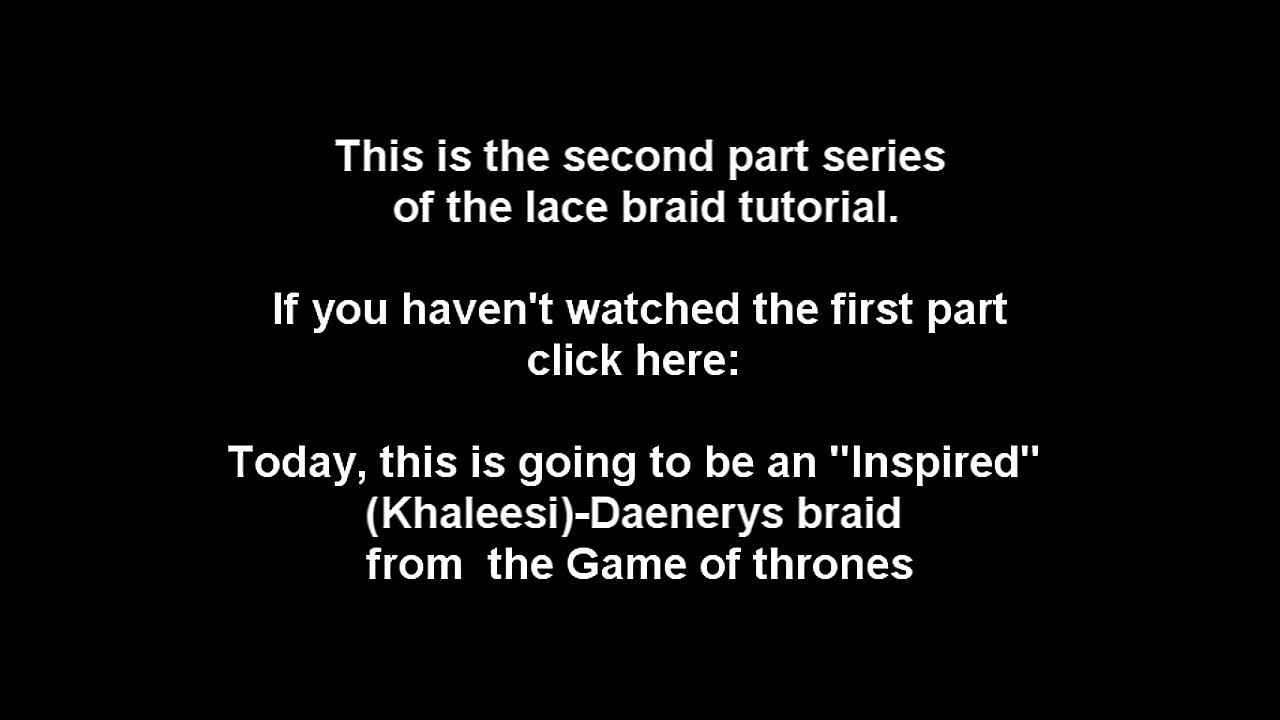 This is the second part series
of the lace braid tutorial.
If you haven't watched the first part
click here:
Today, this is going to be an "Inspired"
(Khaleesi)-Daenerys braid
from  the Game of thrones